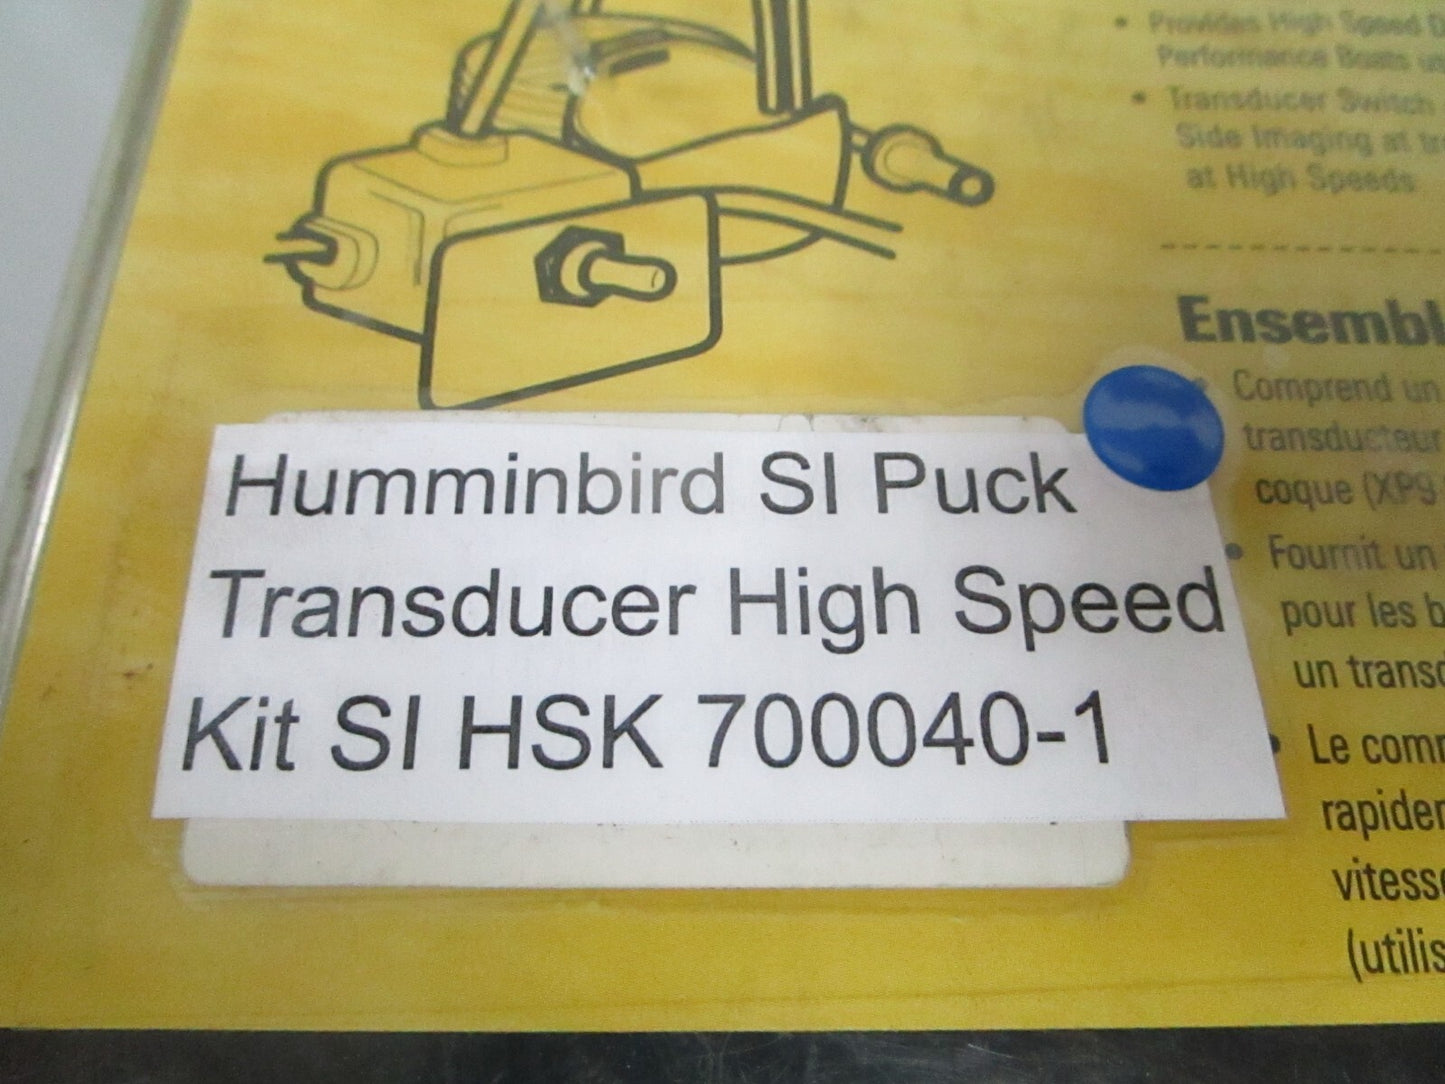 • Provides High Speed
Performance Boats
• Transducer Switch
Side Imaging at
at High Speeds
Ensembl
• Comprend un
transducteur
coque (XP9
• Fournit un
pour les b
un transd
• Le comm
rapider
vitesse
(utilis
Humminbird SI Puck
Transducer High Speed
Kit SI HSK 700040-1